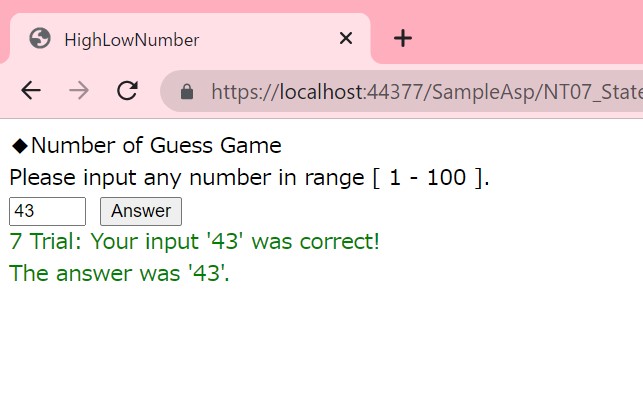 HighLowNumber
https://localhost:44377/SampleAsp/NT07_State
◆Number of Guess Game
Please input any number in range [ 1 - 100 ].
43 Answer
7 Trial: Your input '43' was correct!
The answer was '43'.